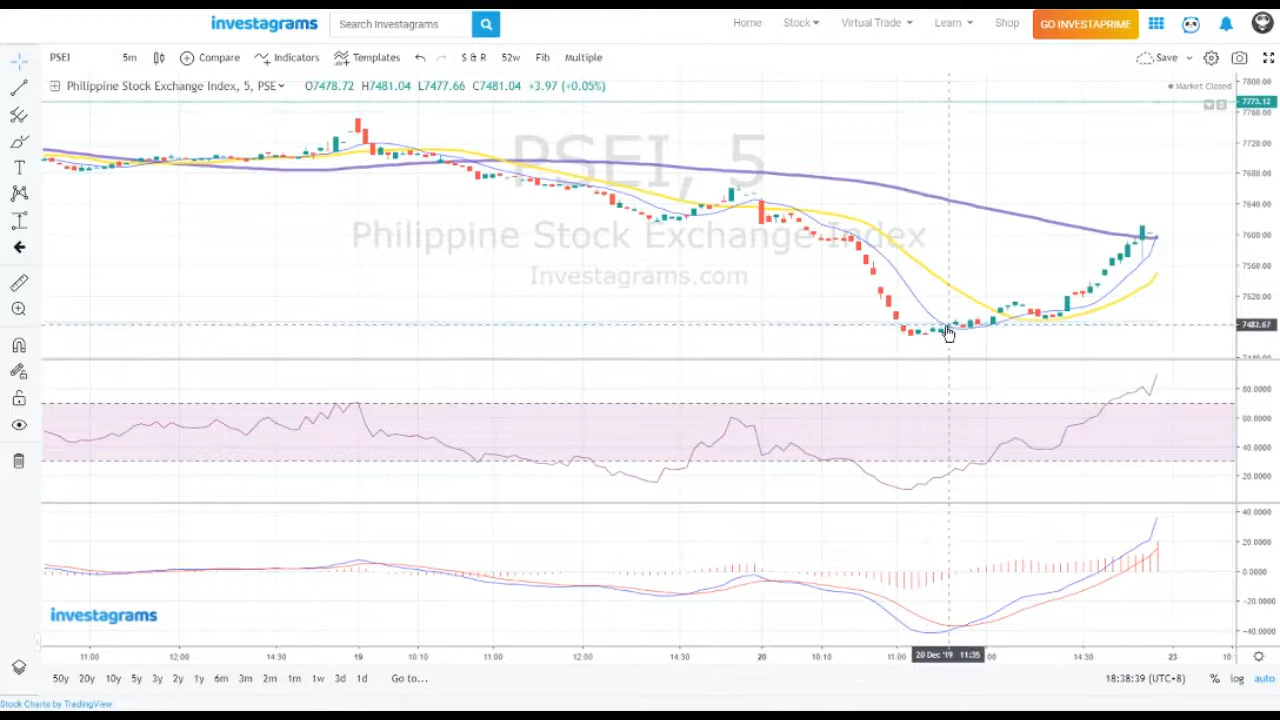 investagrams Search Investagrams Home Stock Virtual Trade Learn Shop GO INVESTAPRIME
PSEI 5m Compare Indicators Templates S & R 52w Fib Multiple Save
Philippine Stock Exchange Index, 5, PSE O7478.72 H7481.04 L7477.66 C7481.04 +3.97 (+0.05%) Market Closed
7800.00
7773.12
7760.00
7720.00
7680.00
7640.00
7600.00
7560.00
7520.00
7482.67
7440.00
PSEI, 5
Philippine Stock Exchange Index
Investagrams.com
80.0000
60.0000
40.0000
20.0000
40.0000
20.0000
0.0000
-20.0000
-40.0000
investagrams
11:00 12:00 14:30 19 10:10 11:00 12:00 14:30 20 10:10 11:00 20 Dec '19 11:35 :00 14:30 23 10:
50y 20y 10y 5y 3y 2y 1y 6m 3m 2m 1m 1w 3d 1d Go to... 18:38:39 (UTC+8) % log auto
Stock Charts by TradingView